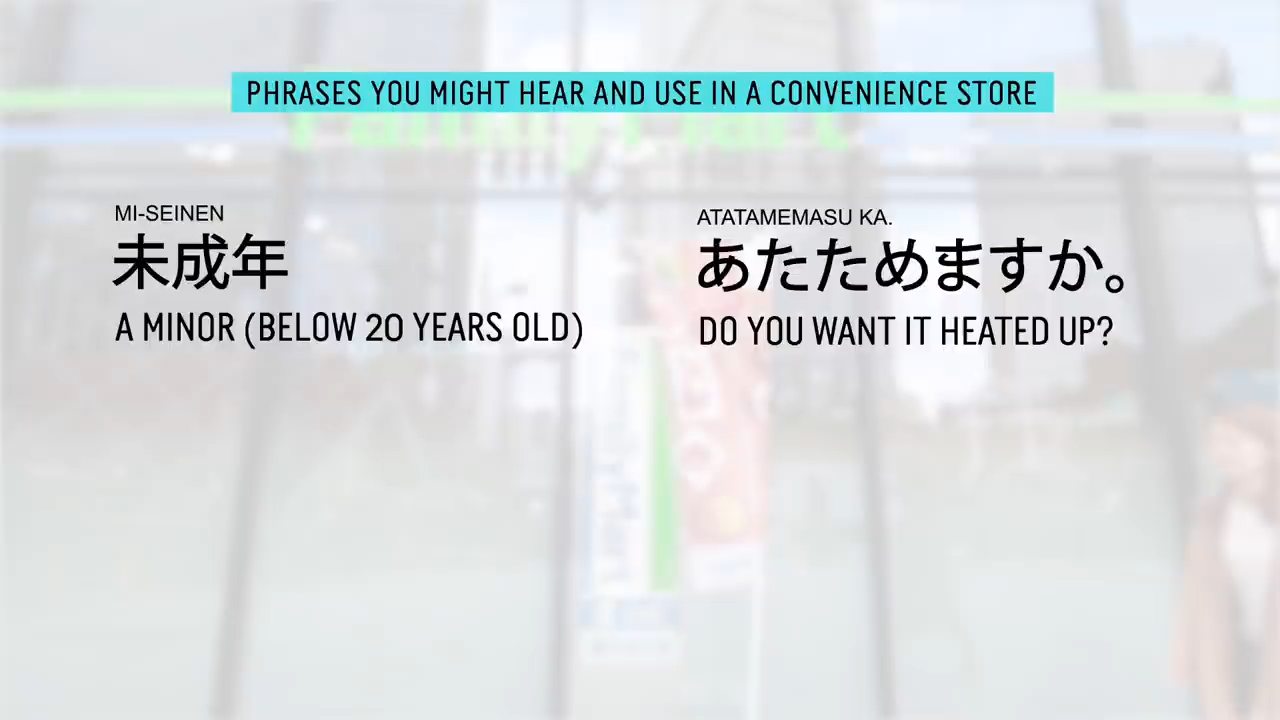 PHRASES YOU MIGHT HEAR AND USE IN A CONVENIENCE STORE
FamilyMart
MI-SEINEN
未成年
A MINOR (BELOW 20 YEARS OLD)
ATATAMEMASU KA.
あたためますか。
DO YOU WANT IT HEATED UP?